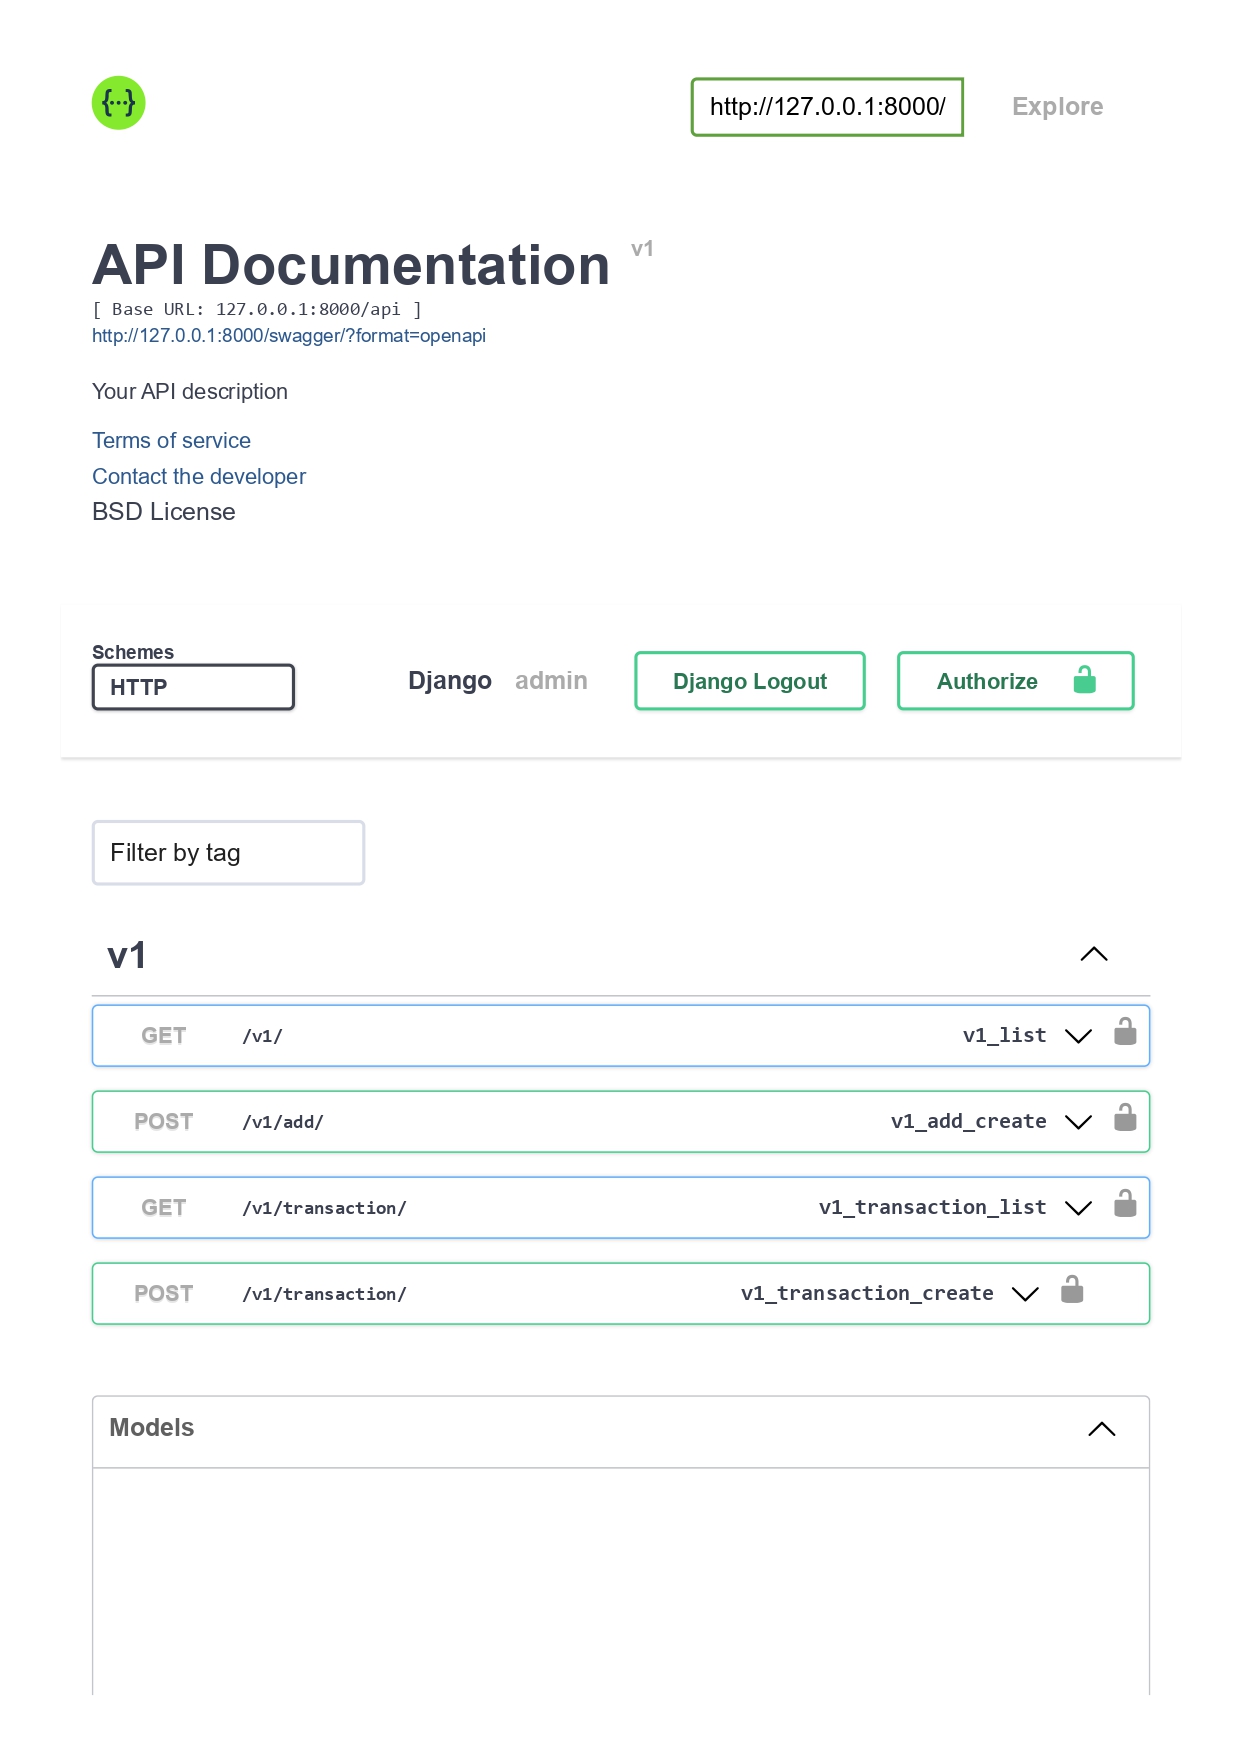 http://127.0.0.1:8000/ Explore
API Documentation v1
[ Base URL: 127.0.0.1:8000/api ]
http://127.0.0.1:8000/swagger/?format=openapi
Your API description
Terms of service
Contact the developer
BSD License
Schemes
HTTP Django admin Django Logout Authorize
Filter by tag
v1
GET /v1/ v1_list
POST /v1/add/ v1_add_create
GET /v1/transaction/ v1_transaction_list
POST /v1/transaction/ v1_transaction_create
Models